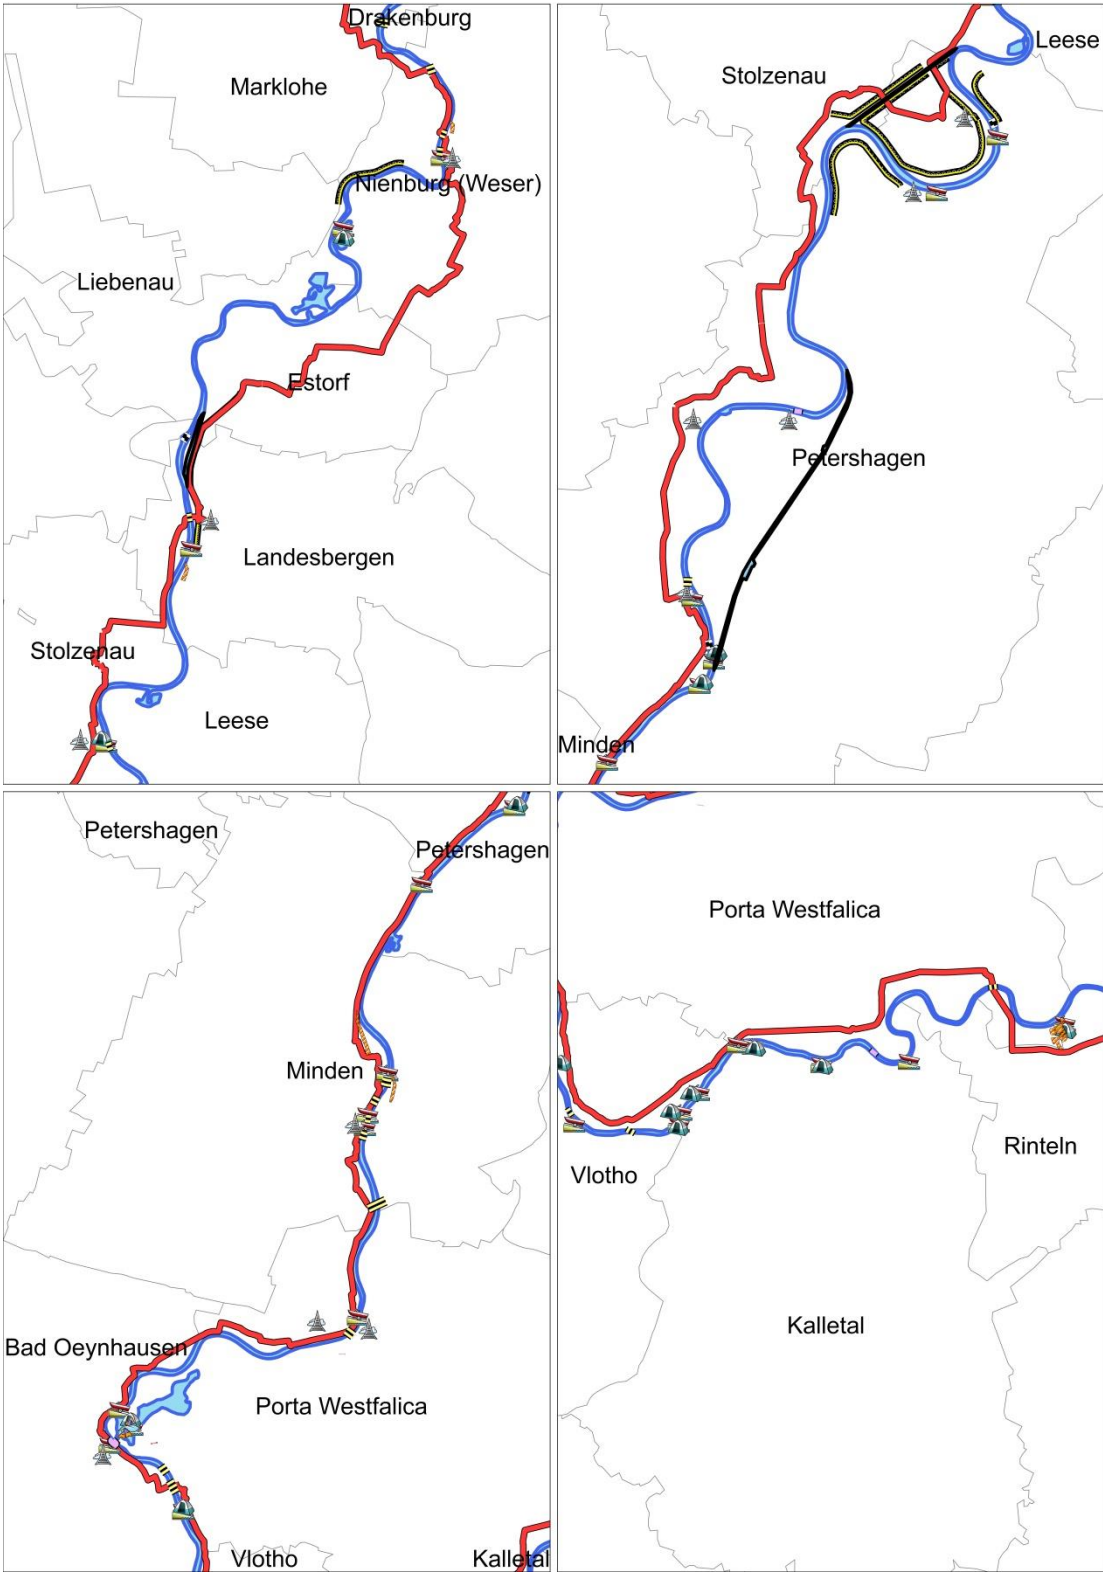 Drakenburg
Marklohe
Nienburg (Weser)
Liebenau
Estorf
Landesbergen
Stolzenau
Leese
Leese
Stolzenau
Petershagen
Minden
Petershagen
Petershagen
Minden
Bad Oeynhausen
Porta Westfalica
Vlotho
Kalletal
Porta Westfalica
Rinteln
Vlotho
Kalletal